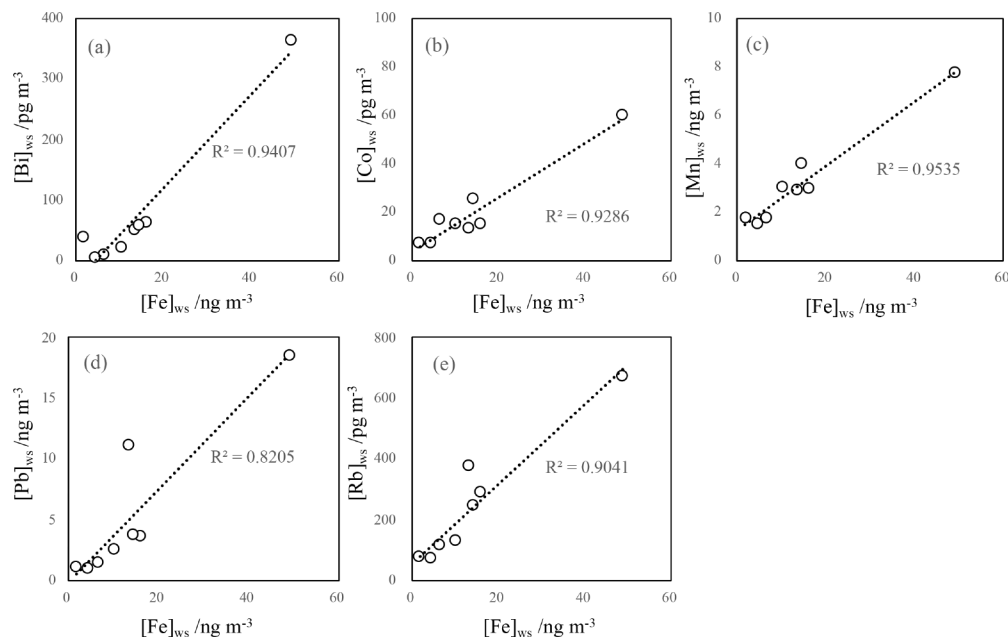 (a)
400
300
200
100
0
[Bi]ws /pg m-3
R² = 0.9407
0 20 40 60
[Fe]ws /ng m-3
(b)
100
80
60
40
20
0
[Co]ws /pg m-3
R² = 0.9286
0 20 40 60
[Fe]ws /ng m-3
(c)
10
8
6
4
2
0
[Mn]ws /ng m-3
R² = 0.9535
0 20 40 60
[Fe]ws /ng m-3
(d)
20
15
10
5
0
[Pb]ws /ng m-3
R² = 0.8205
0 20 40 60
[Fe]ws /ng m-3
(e)
800
600
400
200
0
[Rb]ws /pg m-3
R² = 0.9041
0 20 40 60
[Fe]ws /ng m-3